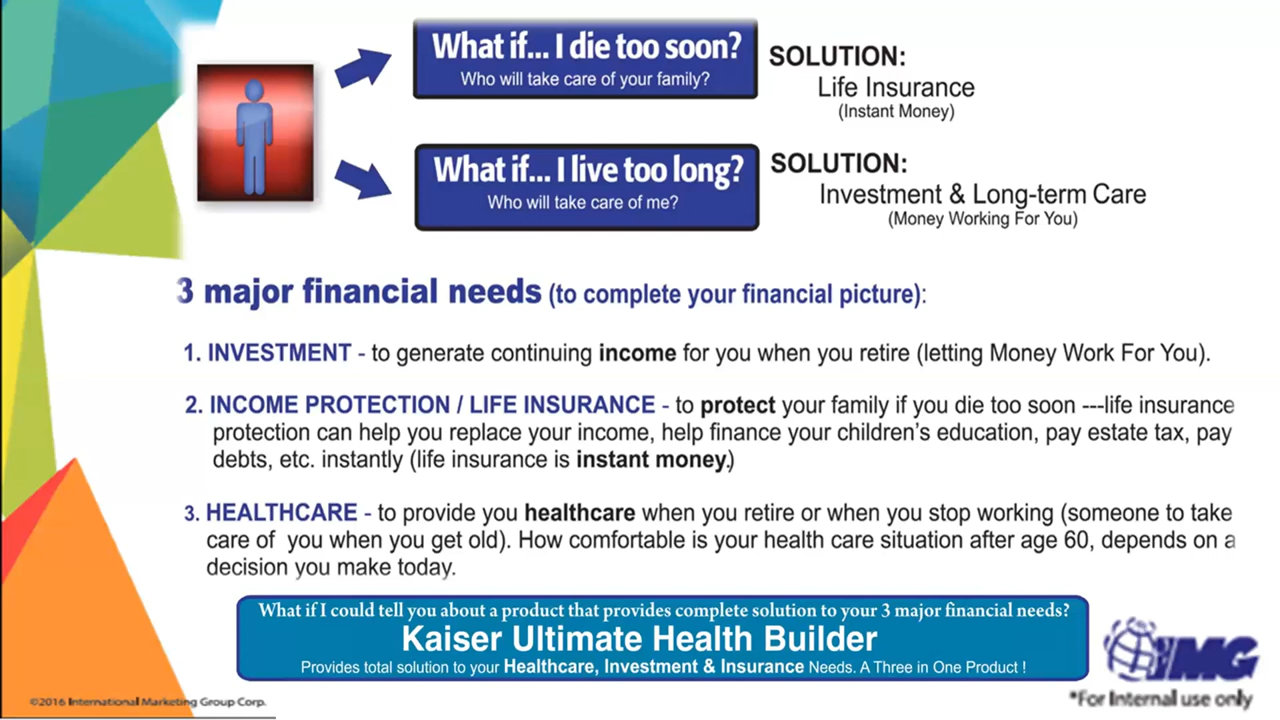 What if... I die too soon?
Who will take care of your family?
SOLUTION:
Life Insurance
(Instant Money)
What if... I live too long?
Who will take care of me?
SOLUTION:
Investment & Long-term Care
(Money Working For You)
3 major financial needs (to complete your financial picture):
1. INVESTMENT - to generate continuing income for you when you retire (letting Money Work For You).
2. INCOME PROTECTION / LIFE INSURANCE - to protect your family if you die too soon ---life insurance
protection can help you replace your income, help finance your children's education, pay estate tax, pay
debts, etc. instantly (life insurance is instant money.)
3. HEALTHCARE - to provide you healthcare when you retire or when you stop working (someone to take
care of you when you get old). How comfortable is your health care situation after age 60, depends on a
decision you make today.
What if I could tell you about a product that provides complete solution to your 3 major financial needs?
Kaiser Ultimate Health Builder
Provides total solution to your Healthcare, Investment & Insurance Needs. A Three in One Product !
IMG
*For Internal use only
©2016 International Marketing Group Corp.